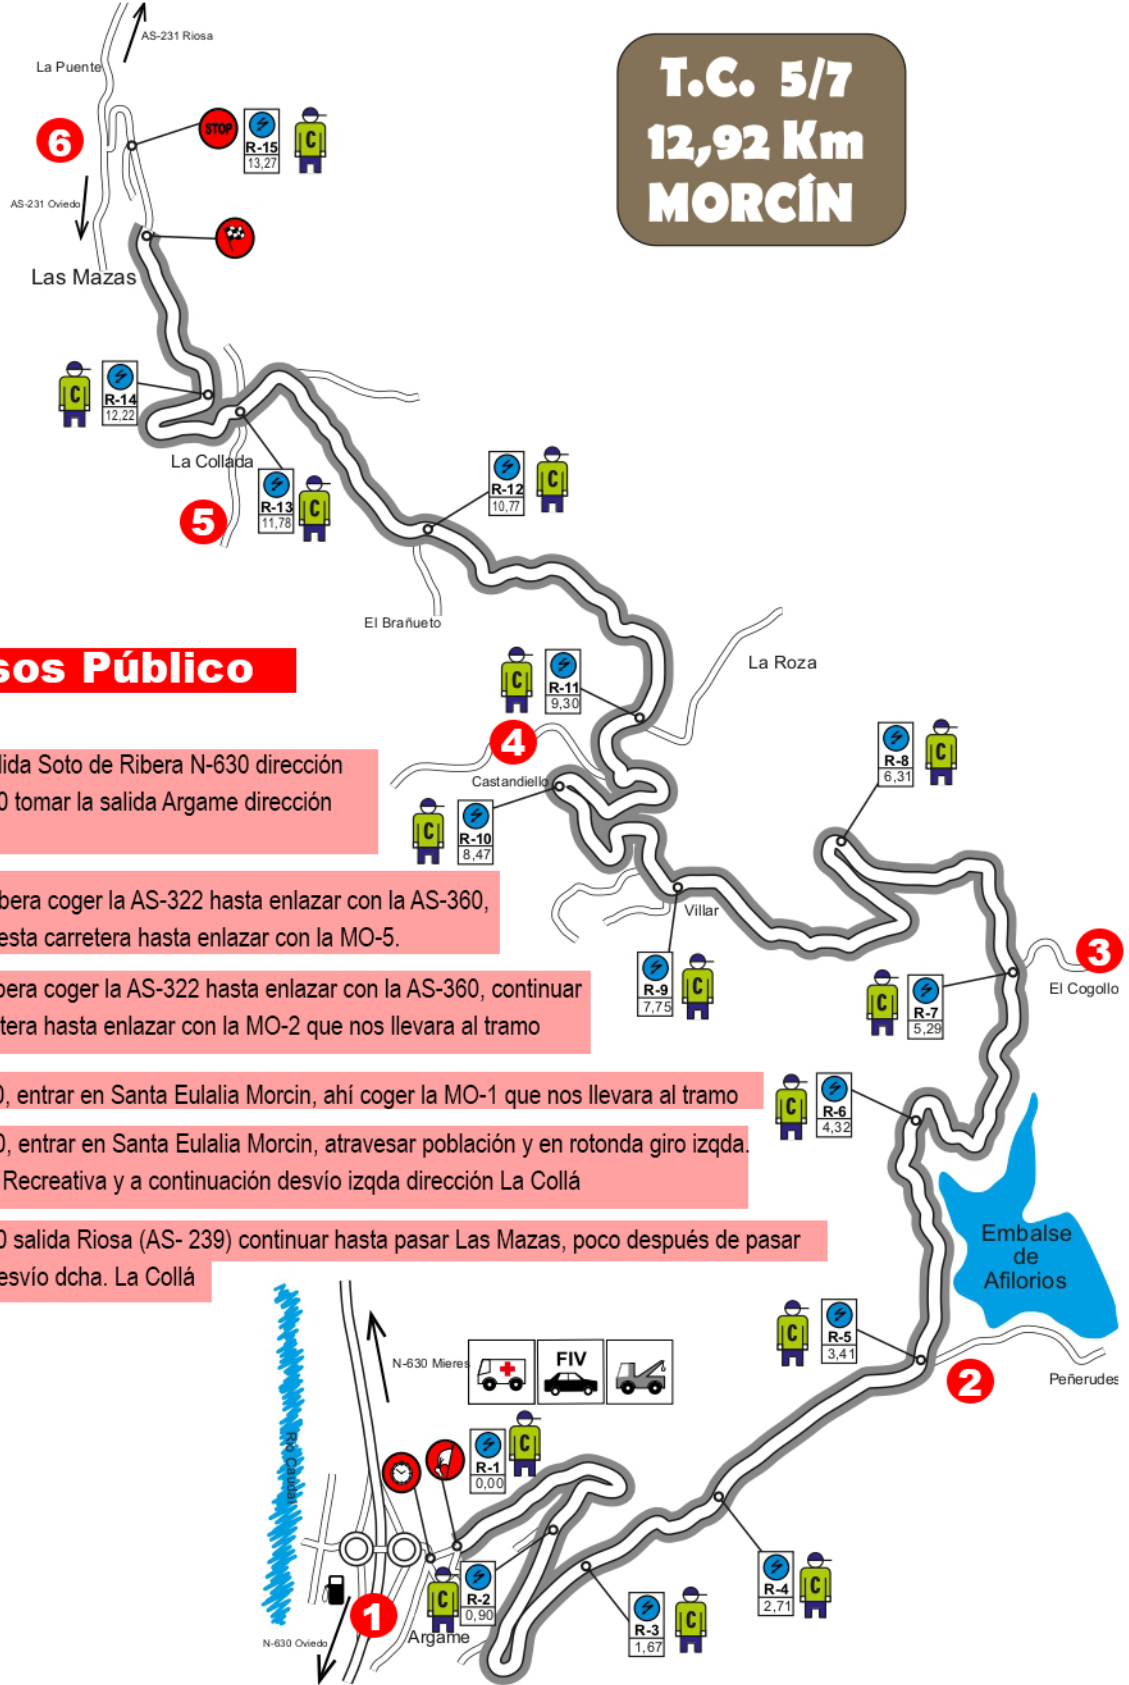 AS-231 Riosa
La Puente
T.C. 5/7
12,92 Km
MORCÍN
6
STOP
R-15
13,27
C
AS-231 Oviedo
Las Mazas
C
R-14
12,22
La Collada
5
R-13
11,78
C
R-12
10,77
C
El Brañueto
sos Público
La Roza
C
R-11
9,30
4
Castandiello
C
R-10
8,47
R-8
6,31
C
lida Soto de Ribera N-630 dirección
0 tomar la salida Argame dirección
Villar
R-9
7,75
C
3
El Cogollo
C
R-7
5,29
ibera coger la AS-322 hasta enlazar con la AS-360,
esta carretera hasta enlazar con la MO-5.
bera coger la AS-322 hasta enlazar con la AS-360, continuar
tera hasta enlazar con la MO-2 que nos llevara al tramo
0, entrar en Santa Eulalia Morcin, ahí coger la MO-1 que nos llevara al tramo
C
R-6
4,32
0, entrar en Santa Eulalia Morcin, atravesar población y en rotonda giro izqda.
Recreativa y a continuación desvío izqda dirección La Collá
0 salida Riosa (AS- 239) continuar hasta pasar Las Mazas, poco después de pasar
esvío dcha. La Collá
Embalse
de
Afilorios
C
R-5
3,41
2
Peñerudes
N-630 Mieres
FIV
Río Caudal
R-1
0,00
C
C
R-2
0,90
1
Argame
N-630 Oviedo
R-3
1,67
C
R-4
2,71
C